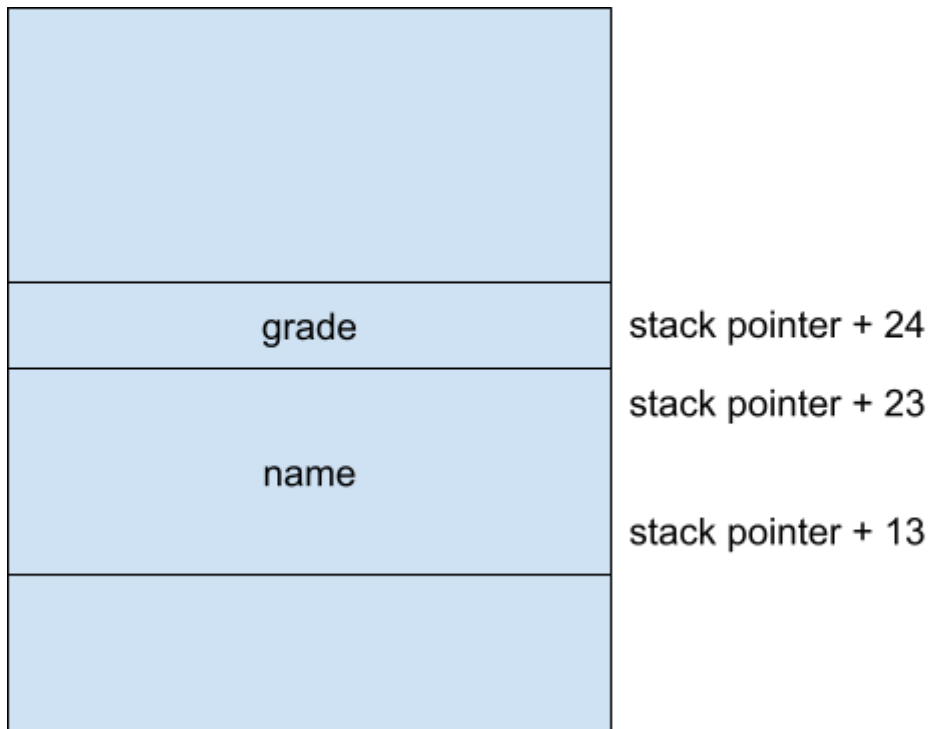 grade
stack pointer + 24
stack pointer + 23
name
stack pointer + 13